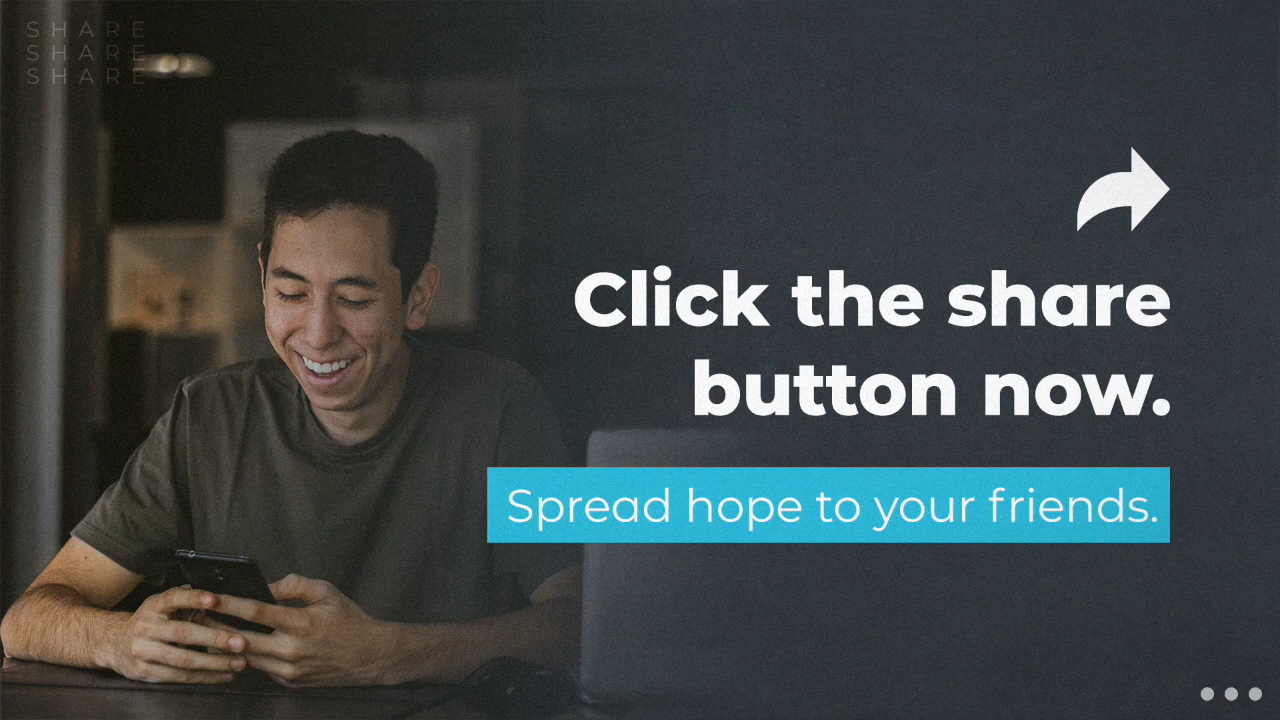 SHARE
SHARE
SHARE
Click the share
button now.
Spread hope to your friends.